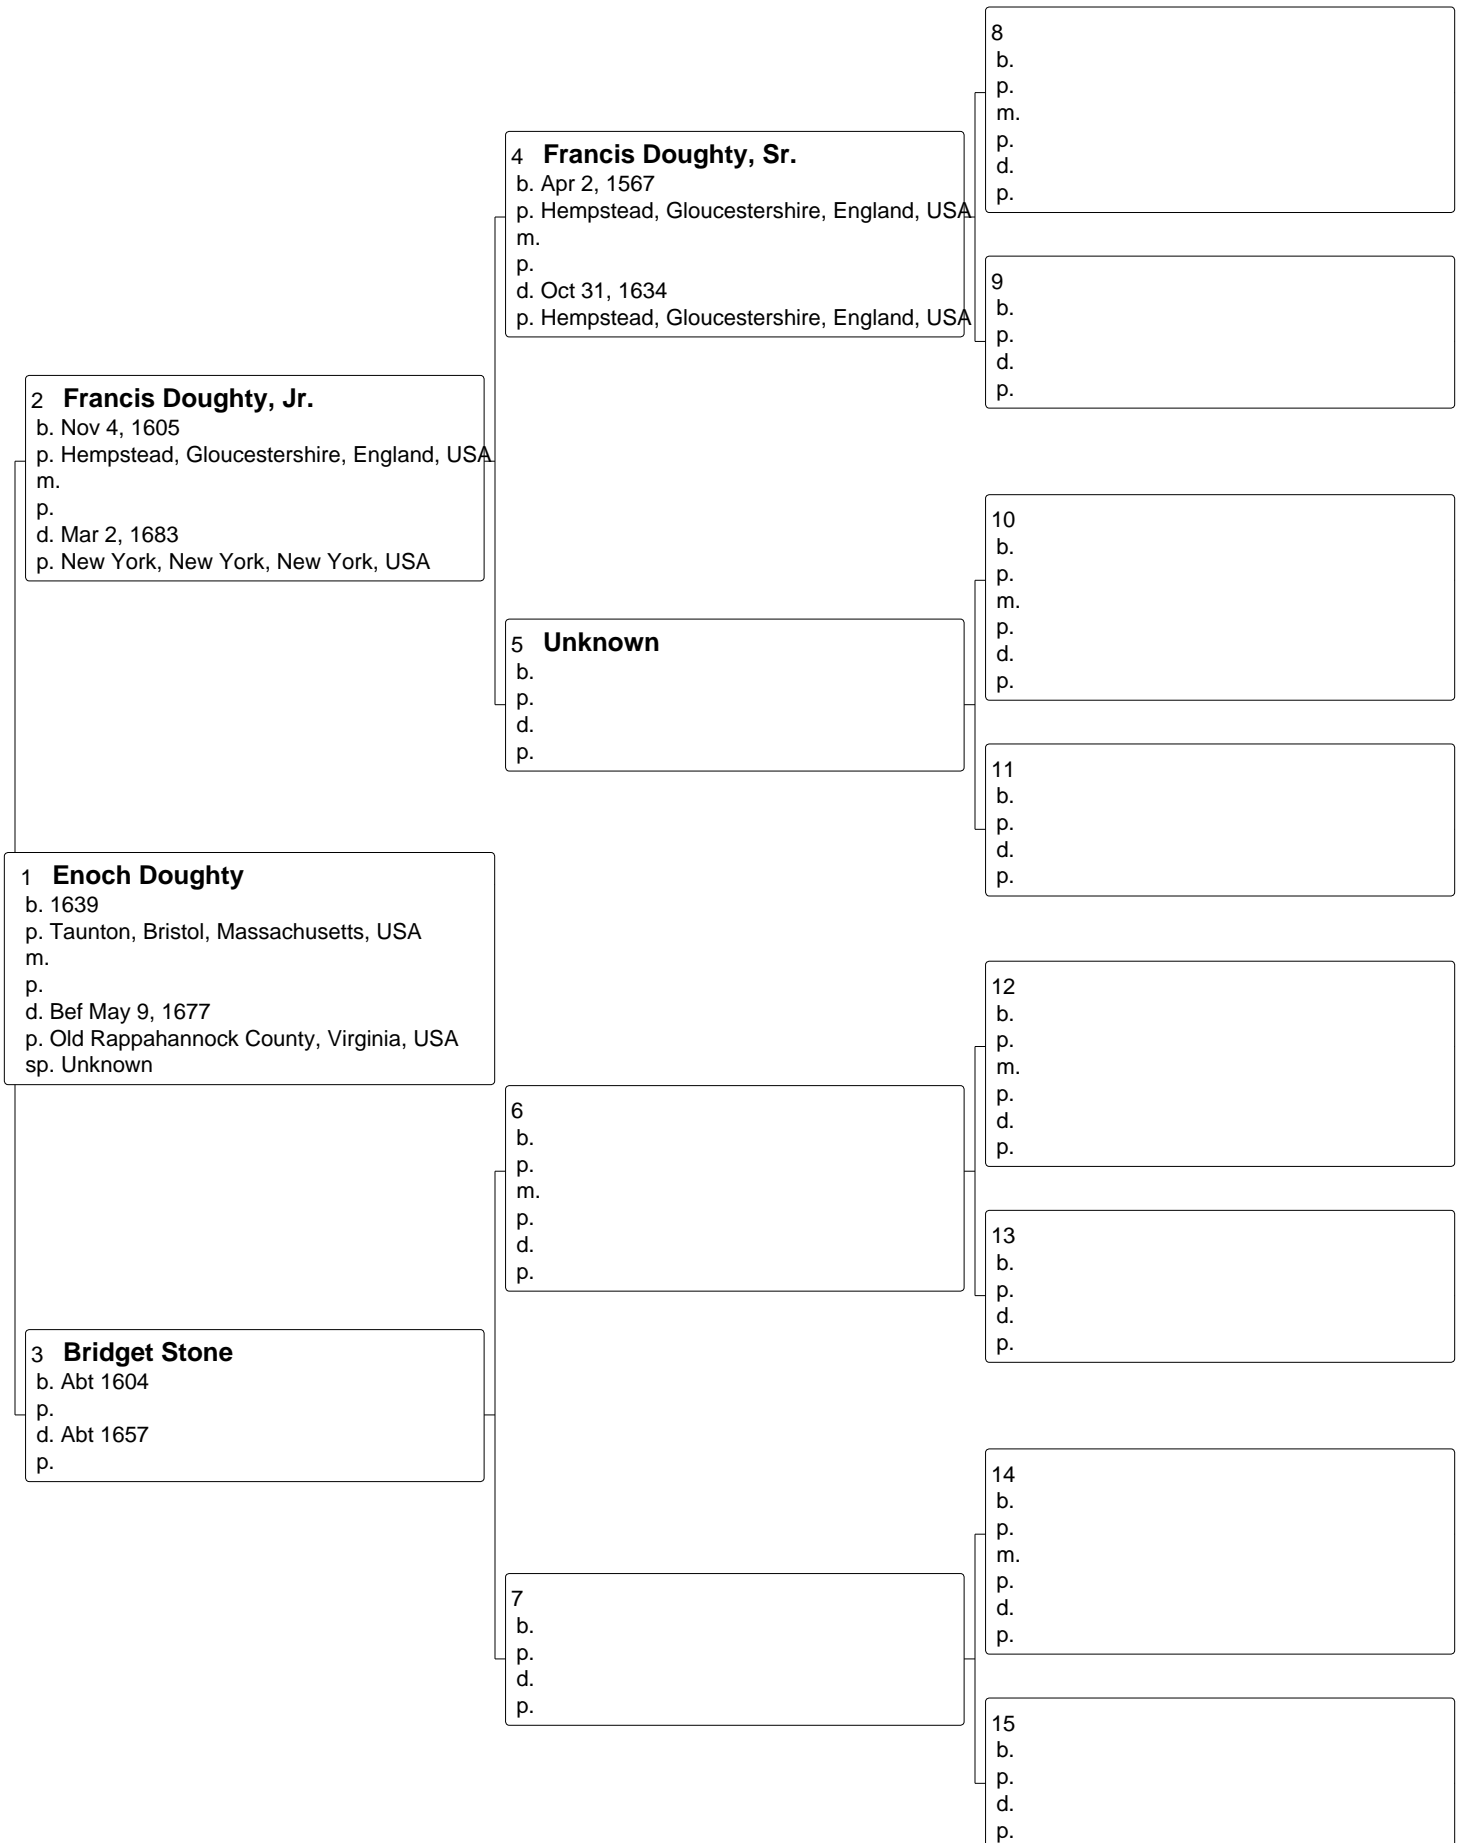 8
b.
p.
m.
p.
d.
p.
4 Francis Doughty, Sr.
b. Apr 2, 1567
p. Hempstead, Gloucestershire, England, USA
m.
p.
d. Oct 31, 1634
p. Hempstead, Gloucestershire, England, USA
9
b.
p.
d.
p.
2 Francis Doughty, Jr.
b. Nov 4, 1605
p. Hempstead, Gloucestershire, England, USA
m.
p.
d. Mar 2, 1683
p. New York, New York, New York, USA
10
b.
p.
m.
p.
d.
p.
5 Unknown
b.
p.
d.
p.
11
b.
p.
d.
p.
1 Enoch Doughty
b. 1639
p. Taunton, Bristol, Massachusetts, USA
m.
p.
d. Bef May 9, 1677
p. Old Rappahannock County, Virginia, USA
sp. Unknown
12
b.
p.
m.
p.
d.
p.
6
b.
p.
m.
p.
d.
p.
13
b.
p.
d.
p.
3 Bridget Stone
b. Abt 1604
p.
d. Abt 1657
p.
14
b.
p.
m.
p.
d.
p.
7
b.
p.
d.
p.
15
b.
p.
d.
p.